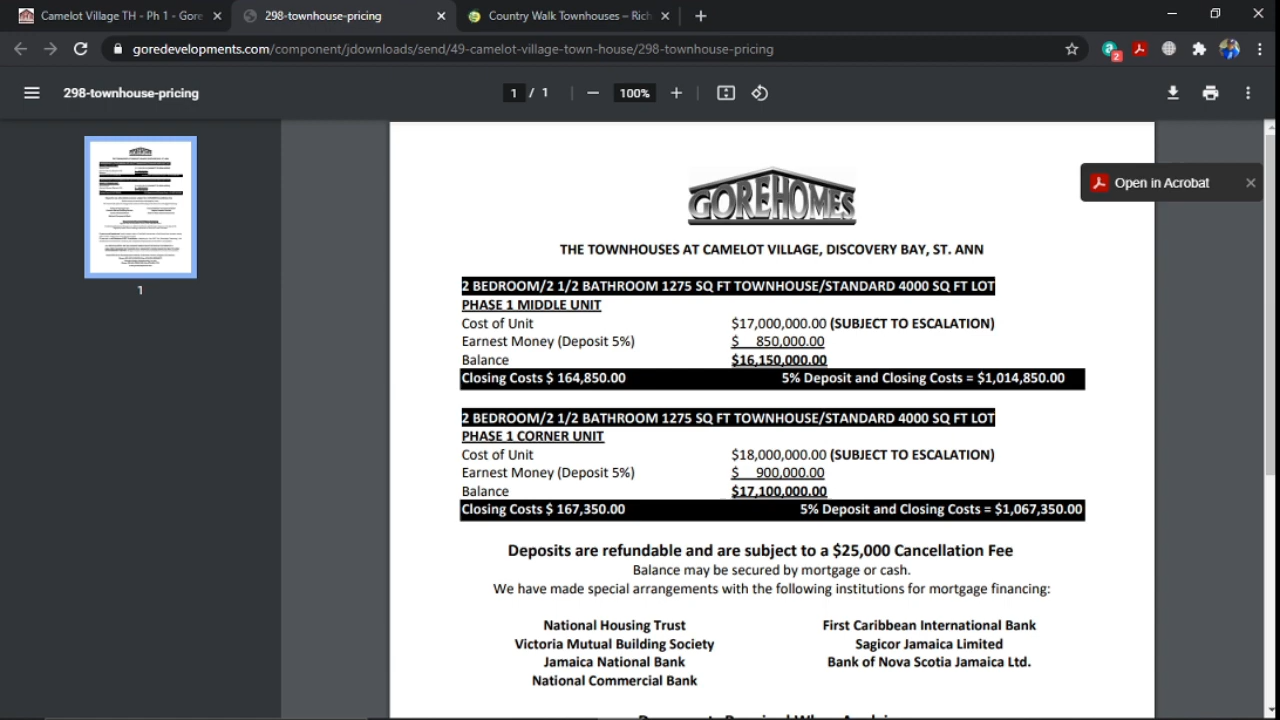 Camelot Village TH - Ph 1 - Gore
298-townhouse-pricing
Country Walk Townhouses – Rich
goredevelopments.com/component/jdownloads/send/49-camelot-village-town-house/298-townhouse-pricing
2
298-townhouse-pricing
1 / 1
100%
Open in Acrobat
1
GOREHOMES
THE TOWNHOUSES AT CAMELOT VILLAGE, DISCOVERY BAY, ST. ANN
2 BEDROOM/2 1/2 BATHROOM 1275 SQ FT TOWNHOUSE/STANDARD 4000 SQ FT LOT
PHASE 1 MIDDLE UNIT
Cost of Unit $17,000,000.00 (SUBJECT TO ESCALATION)
Earnest Money (Deposit 5%) $ 850,000.00
Balance $16,150,000.00
Closing Costs $ 164,850.00 5% Deposit and Closing Costs = $1,014,850.00
2 BEDROOM/2 1/2 BATHROOM 1275 SQ FT TOWNHOUSE/STANDARD 4000 SQ FT LOT
PHASE 1 CORNER UNIT
Cost of Unit $18,000,000.00 (SUBJECT TO ESCALATION)
Earnest Money (Deposit 5%) $ 900,000.00
Balance $17,100,000.00
Closing Costs $ 167,350.00 5% Deposit and Closing Costs = $1,067,350.00
Deposits are refundable and are subject to a $25,000 Cancellation Fee
Balance may be secured by mortgage or cash.
We have made special arrangements with the following institutions for mortgage financing:
National Housing Trust First Caribbean International Bank
Victoria Mutual Building Society Sagicor Jamaica Limited
Jamaica National Bank Bank of Nova Scotia Jamaica Ltd.
National Commercial Bank